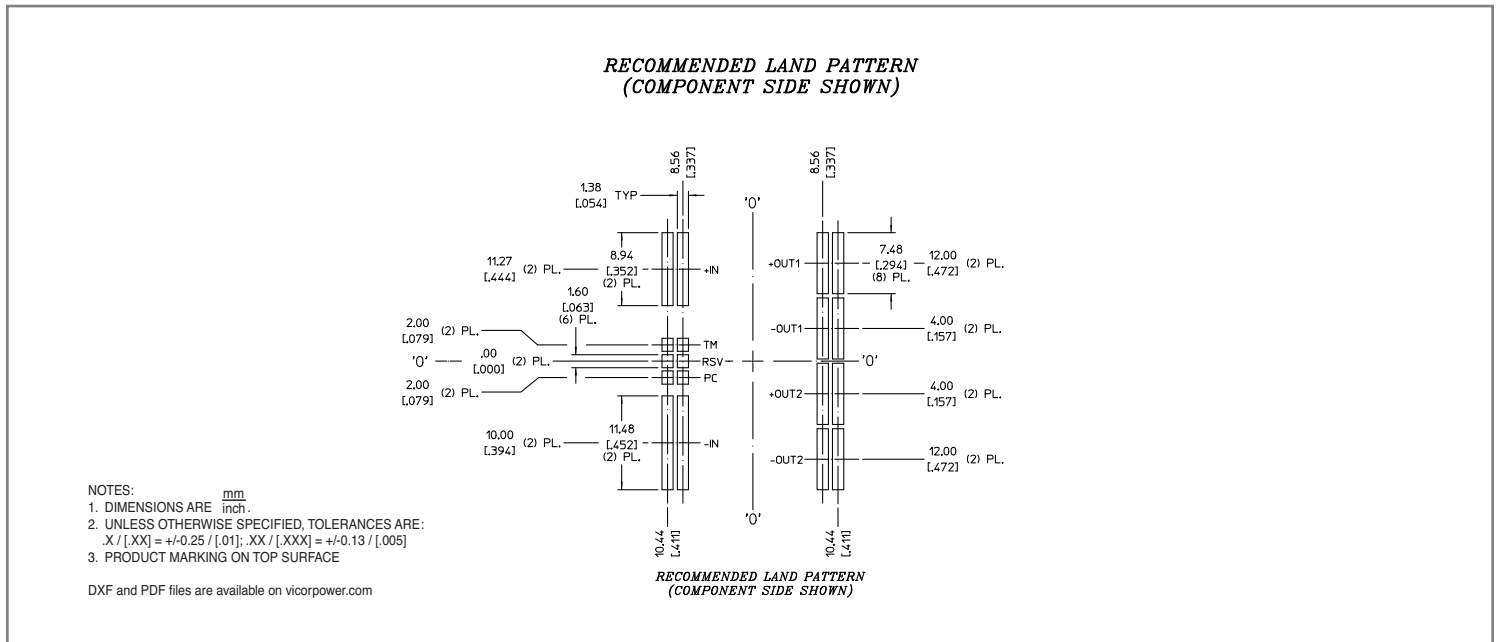 RECOMMENDED LAND PATTERN
(COMPONENT SIDE SHOWN)
8.56
[.337]
8.56
[.337]
1.38
[.054]
TYP
'0'
11.27
[.444]
(2) PL.
8.94
[.352]
(2) PL.
+IN
+OUT1
7.48
[.294]
(8) PL.
12.00
[.472]
(2) PL.
1.60
[.063]
(6) PL.
2.00
[.079]
(2) PL.
TM
-OUT1
4.00
[.157]
(2) PL.
'0'
.00
[.000]
(2) PL.
RSV
'0'
2.00
[.079]
(2) PL.
PC
+OUT2
4.00
[.157]
(2) PL.
10.00
[.394]
(2) PL.
11.48
[.452]
(2) PL.
-IN
-OUT2
12.00
[.472]
(2) PL.
'0'
10.44
[.411]
10.44
[.411]
RECOMMENDED LAND PATTERN
(COMPONENT SIDE SHOWN)
NOTES:
1. DIMENSIONS ARE mm
inch.
2. UNLESS OTHERWISE SPECIFIED, TOLERANCES ARE:
.X / [.XX] = +/-0.25 / [.01]; .XX / [.XXX] = +/-0.13 / [.005]
3. PRODUCT MARKING ON TOP SURFACE
DXF and PDF files are available on vicorpower.com